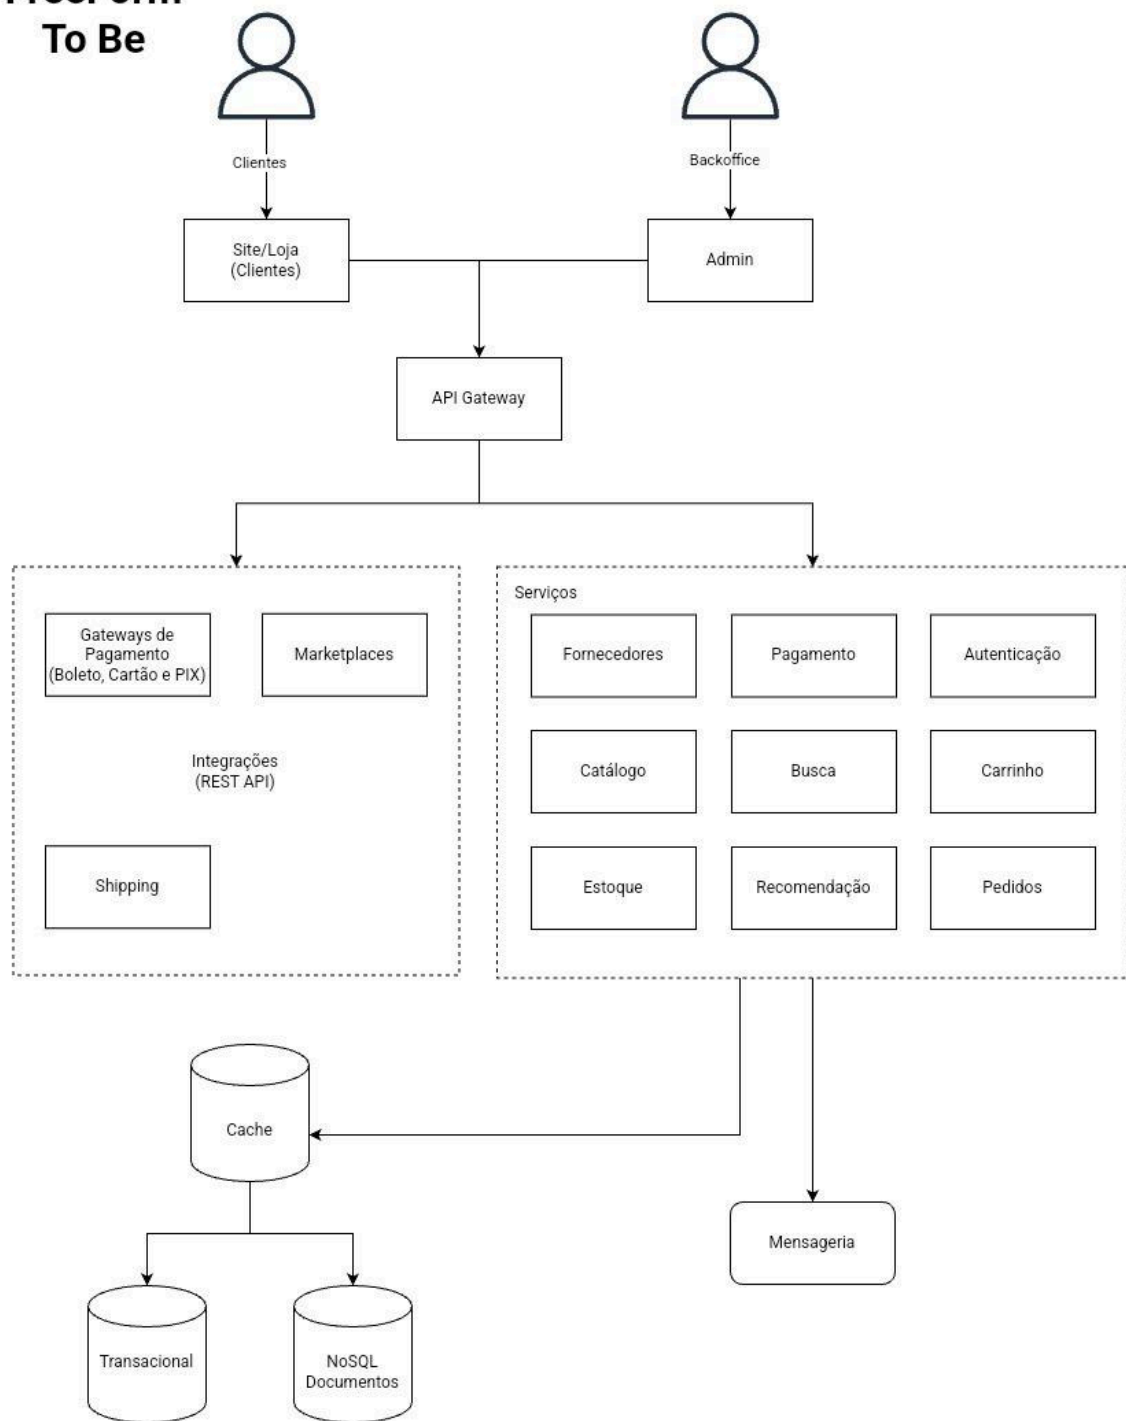 To Be
Clientes
Backoffice
Site/Loja
(Clientes)
Admin
API Gateway
Serviços
Gateways de
Pagamento
(Boleto, Cartão e PIX)
Marketplaces
Integrações
(REST API)
Shipping
Fornecedores
Pagamento
Autenticação
Catálogo
Busca
Carrinho
Estoque
Recomendação
Pedidos
Cache
Mensageria
Transacional
NoSQL
Documentos